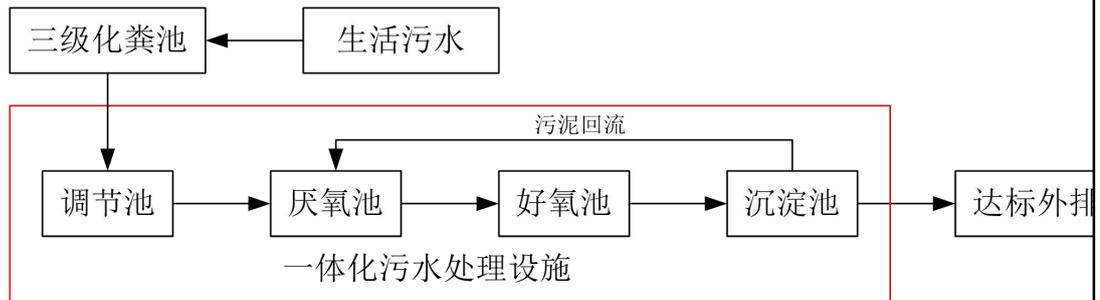 三级化粪池
生活污水
污泥回流
调节池
厌氧池
好氧池
沉淀池
达标外排
一体化污水处理设施